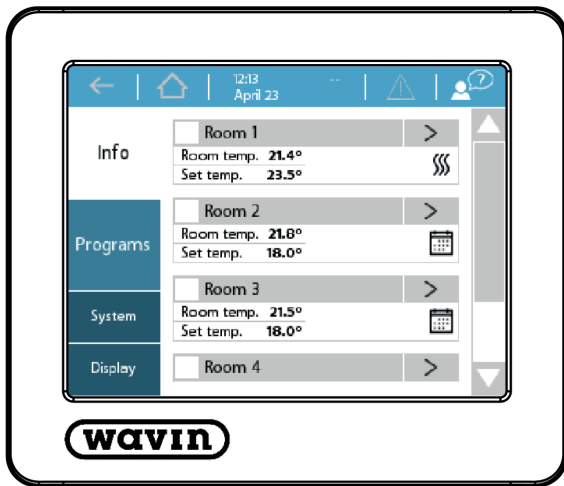 12:13 --
April 23
?
Info
Programs
System
Display
Room 1 >
Room temp. 21.4°
Set temp. 23.5°
Room 2 >
Room temp. 21.8°
Set temp. 18.0°
Room 3 >
Room temp. 21.5°
Set temp. 18.0°
Room 4 >
wavin